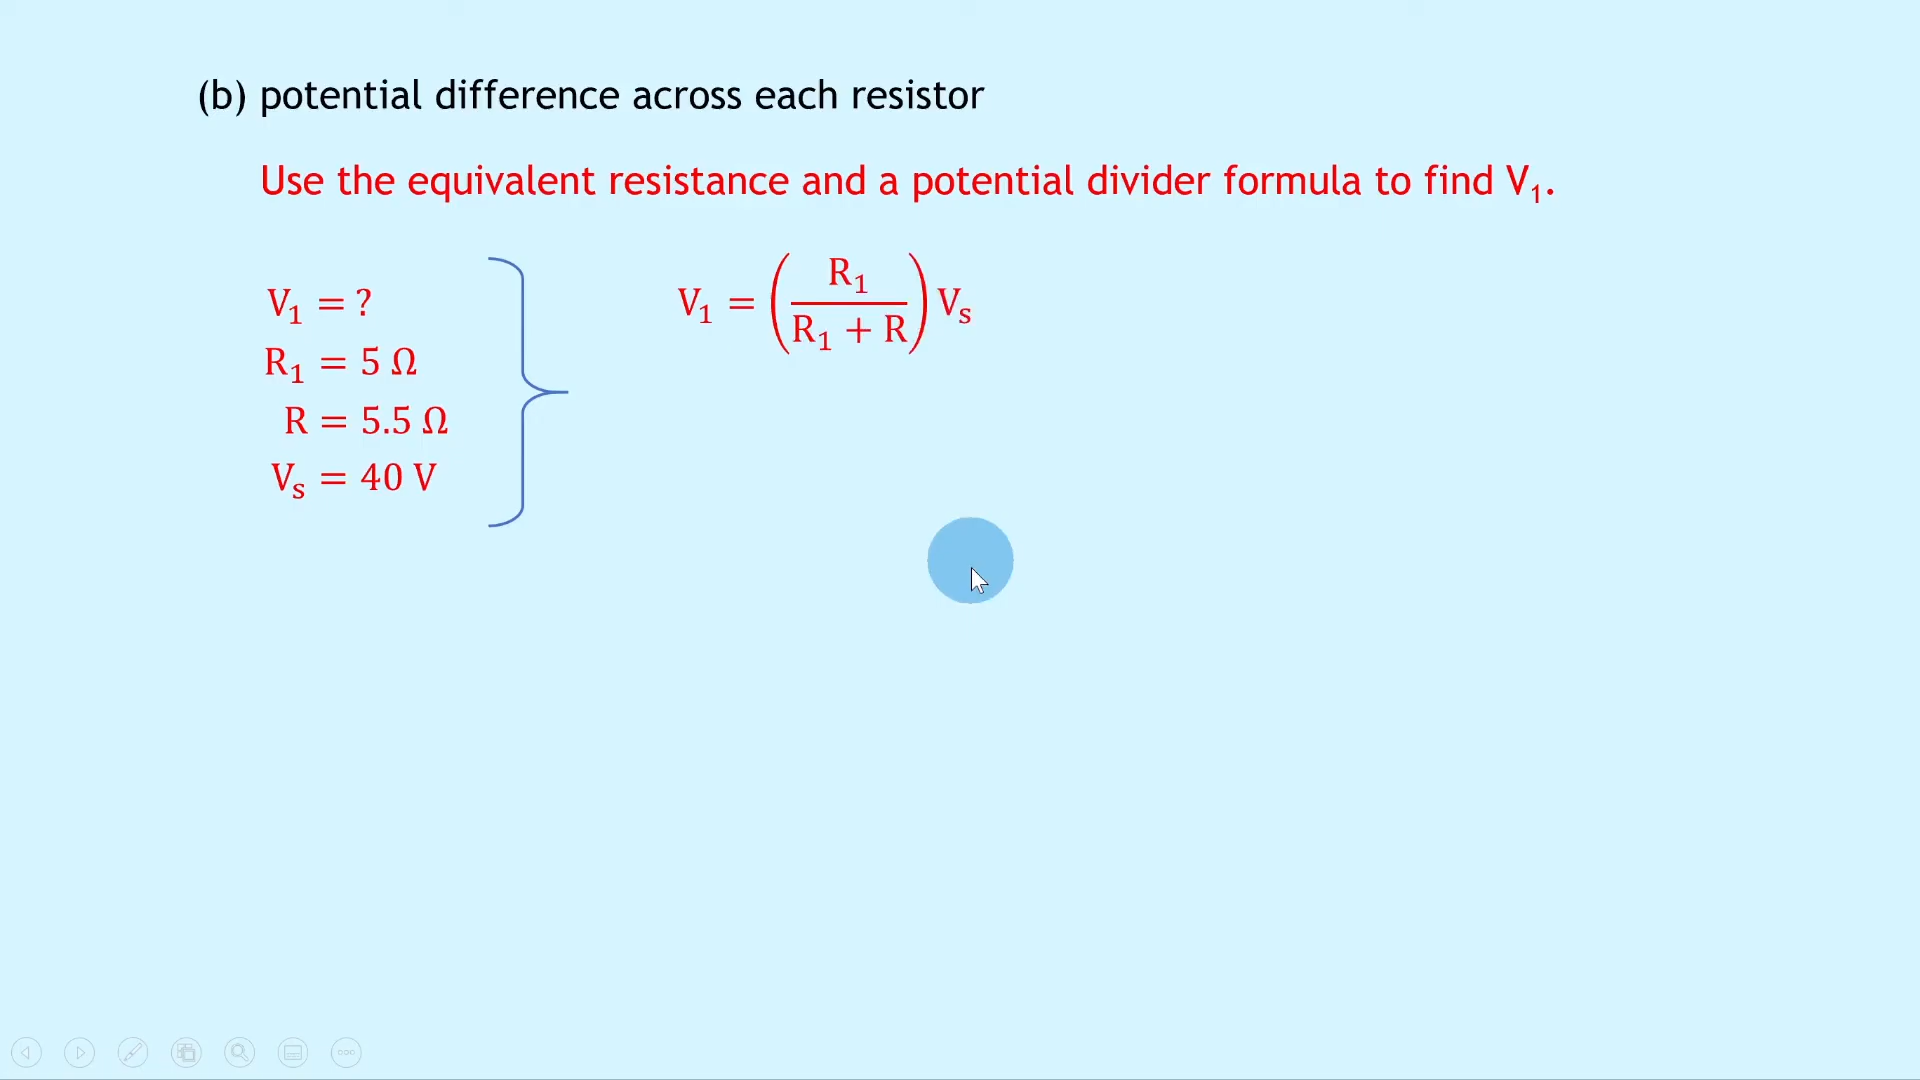 (b) potential difference across each resistor
Use the equivalent resistance and a potential divider formula to find V₁.
V₁ = ?
R₁ = 5 Ω
R = 5.5 Ω
Vₛ = 40 V
V₁ = (R₁ / (R₁ + R)) Vₛ